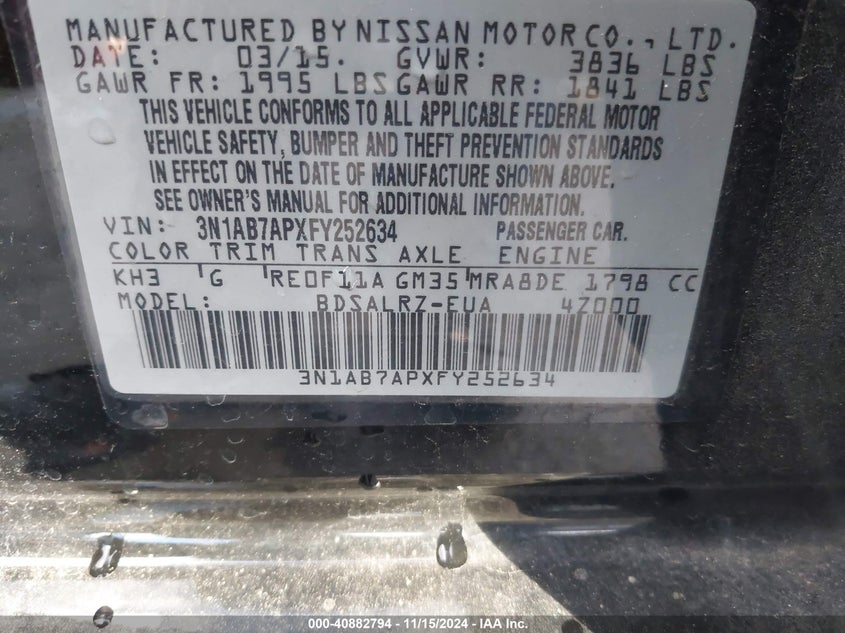 MANUFACTURED BY NISSAN MOTOR CO., LTD.
DATE: 03/15. GVWR: 3836 LBS
GAWR FR: 1995 LBS GAWR RR: 1841 LBS
THIS VEHICLE CONFORMS TO ALL APPLICABLE FEDERAL MOTOR
VEHICLE SAFETY, BUMPER AND THEFT PREVENTION STANDARDS
IN EFFECT ON THE DATE OF MANUFACTURE SHOWN ABOVE.
SEE OWNER'S MANUAL FOR ADDITIONAL INFORMATION.
VIN: 3N1AB7APXFY252634 PASSENGER CAR.
COLOR TRIM TRANS AXLE ENGINE
KH3 G RE0F11A GM35 MRA8DE 1798 CC
MODEL: BDSALRZ-EUA 4Z000
3N1AB7APXFY252634
000-40882794 - 11/15/2024 - IAA Inc.